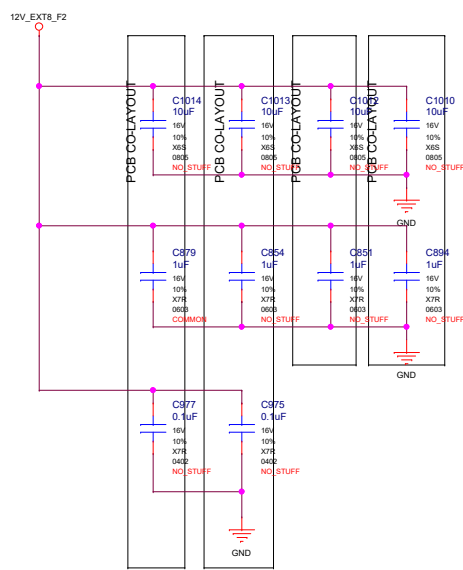 12V_EXT8_F2
PCB CO-LAYOUT
PCB CO-LAYOUT
PCB CO-LAYOUT
PCB CO-LAYOUT
C1014
10uF
16V
10%
X6S
0805
NO_STUFF
C1013
10uF
16V
10%
X6S
0805
NO_STUFF
C1012
10uF
16V
10%
X6S
0805
NO_STUFF
C1010
10uF
16V
10%
X6S
0805
NO_STUFF
GND
C879
1uF
16V
10%
X7R
0603
COMMON
C854
1uF
16V
10%
X7R
0603
NO_STUFF
C851
1uF
16V
10%
X7R
0603
NO_STUFF
C894
1uF
16V
10%
X7R
0603
NO_STUFF
GND
C977
0.1uF
16V
10%
X7R
0402
NO_STUFF
C975
0.1uF
16V
10%
X7R
0402
NO_STUFF
GND